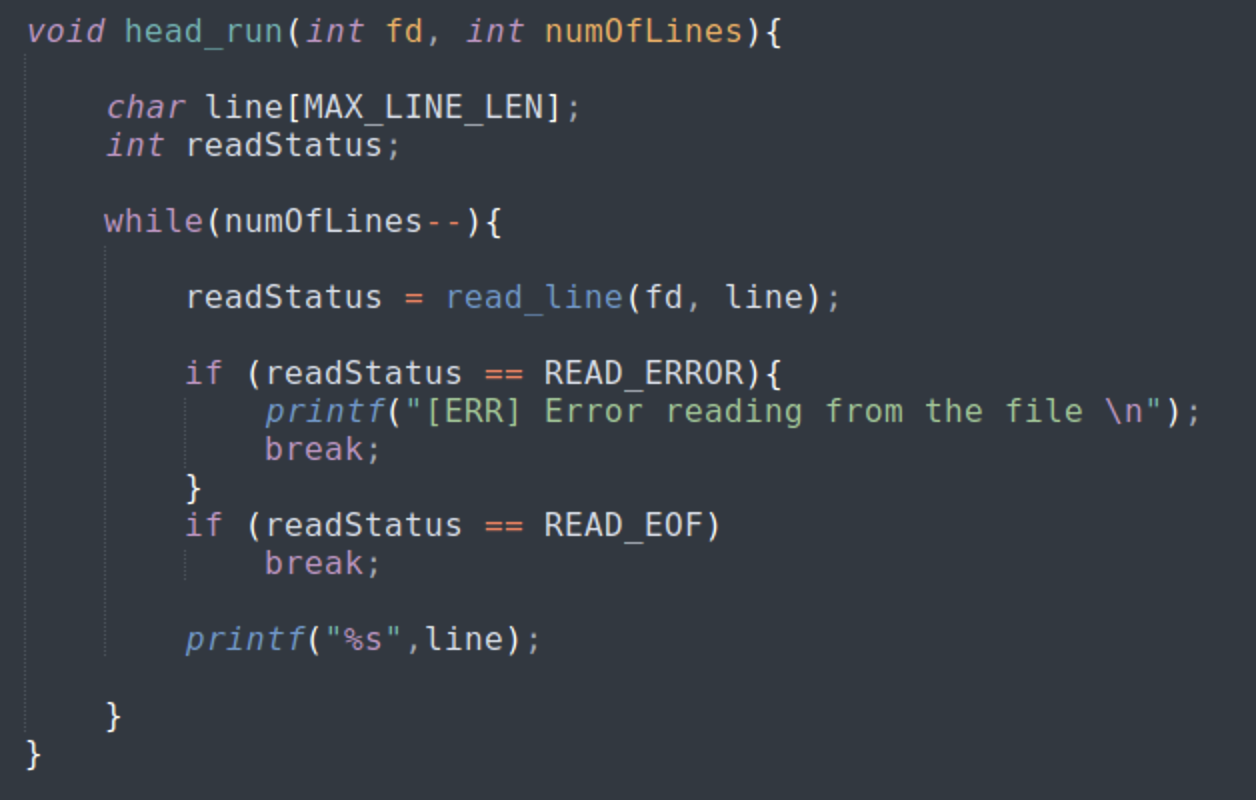 void head_run(int fd, int numOfLines){
char line[MAX_LINE_LEN];
int readStatus;
while(numOfLines--){
readStatus = read_line(fd, line);
if (readStatus == READ_ERROR){
printf("[ERR] Error reading from the file \n");
break;
}
if (readStatus == READ_EOF)
break;
printf("%s",line);
}
}